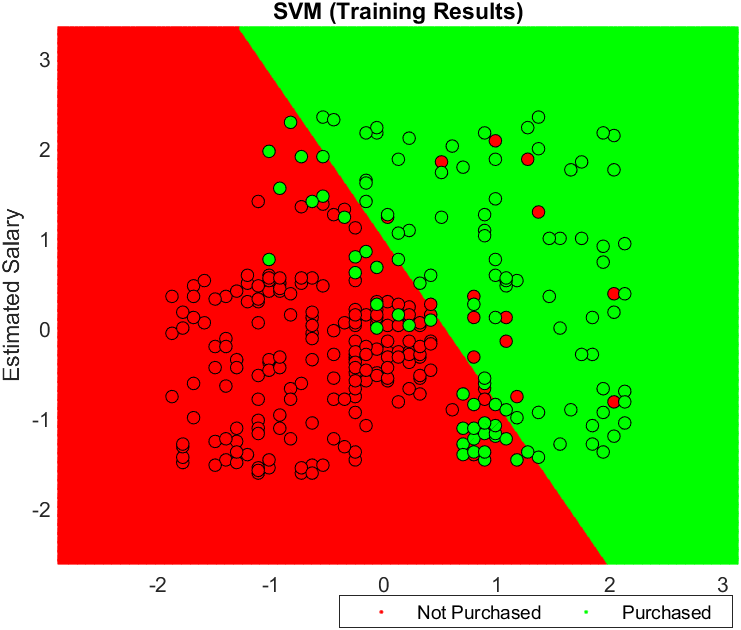 SVM (Training Results)
Estimated Salary
3
2
1
0
-1
-2
-2 -1 0 1 2 3
Not Purchased Purchased